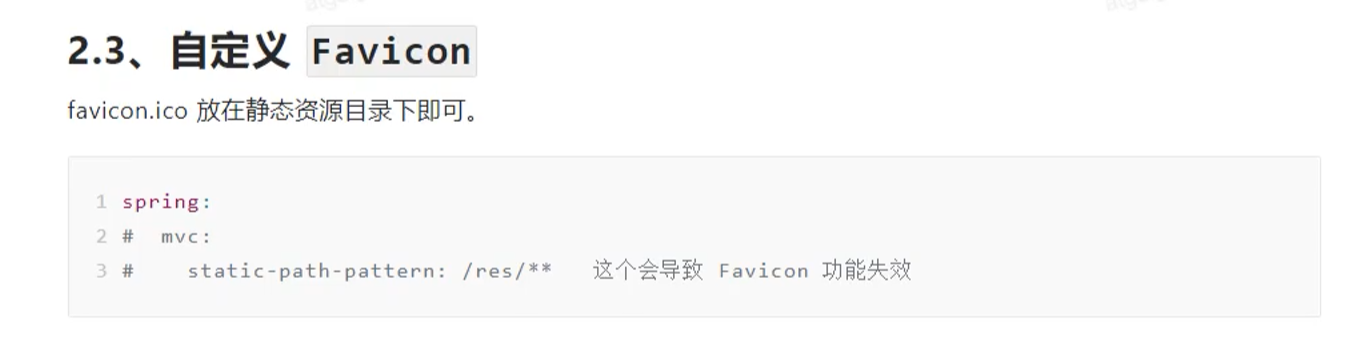 2.3、自定义 Favicon
favicon.ico 放在静态资源目录下即可。
1 spring:
2 #  mvc:
3 #    static-path-pattern: /res/**   这个会导致 Favicon 功能失效